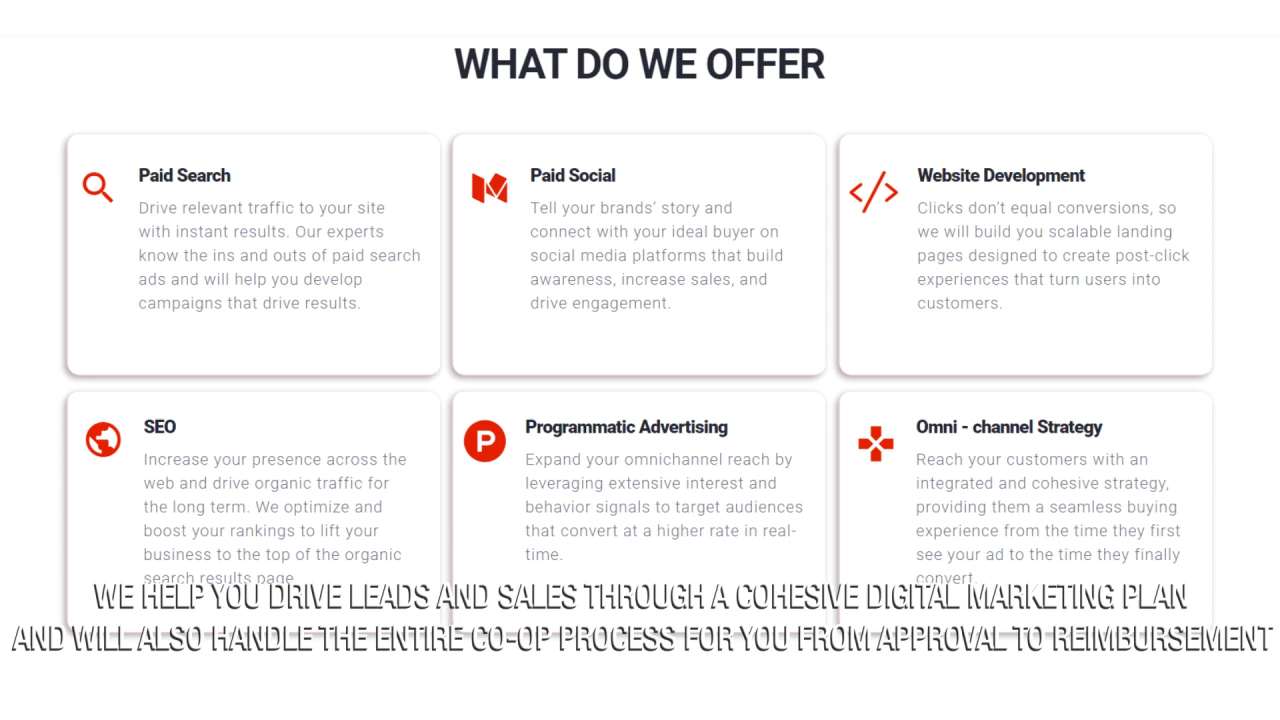 WHAT DO WE OFFER
Paid Search
Drive relevant traffic to your site
with instant results. Our experts
know the ins and outs of paid search
ads and will help you develop
campaigns that drive results.
Paid Social
Tell your brands' story and
connect with your ideal buyer on
social media platforms that build
awareness, increase sales, and
drive engagement.
Website Development
Clicks don't equal conversions, so
we will build you scalable landing
pages designed to create post-click
experiences that turn users into
customers.
SEO
Increase your presence across the
web and drive organic traffic for
the long term. We optimize and
boost your rankings to lift your
business to the top of the organic
search results page.
P
Programmatic Advertising
Expand your omnichannel reach by
leveraging extensive interest and
behavior signals to target audiences
that convert at a higher rate in real-
time.
Omni - channel Strategy
Reach your customers with an
integrated and cohesive strategy,
providing them a seamless buying
experience from the time they first
see your ad to the time they finally
convert.
WE HELP YOU DRIVE LEADS AND SALES THROUGH A COHESIVE DIGITAL MARKETING PLAN
AND WILL ALSO HANDLE THE ENTIRE CO-OP PROCESS FOR YOU FROM APPROVAL TO REIMBURSEMENT